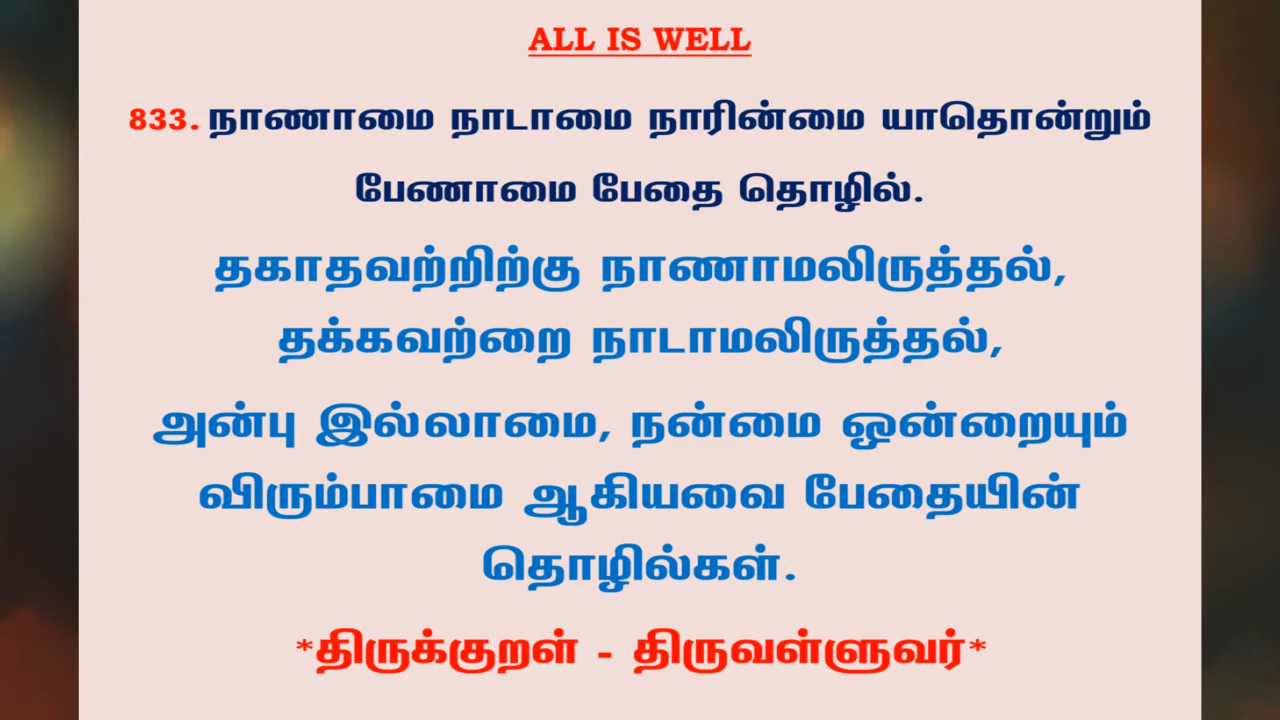 ALL IS WELL
833. நாணாமை நாடாமை நாரின்மை யாதொன்றும்
பேணாமை பேதை தொழில்.
தகாதவற்றிற்கு நாணாமலிருத்தல்,
தக்கவற்றை நாடாமலிருத்தல்,
அன்பு இல்லாமை, நன்மை ஒன்றையும்
விரும்பாமை ஆகியவை பேதையின்
தொழில்கள்.
*திருக்குறள் - திருவள்ளுவர்*